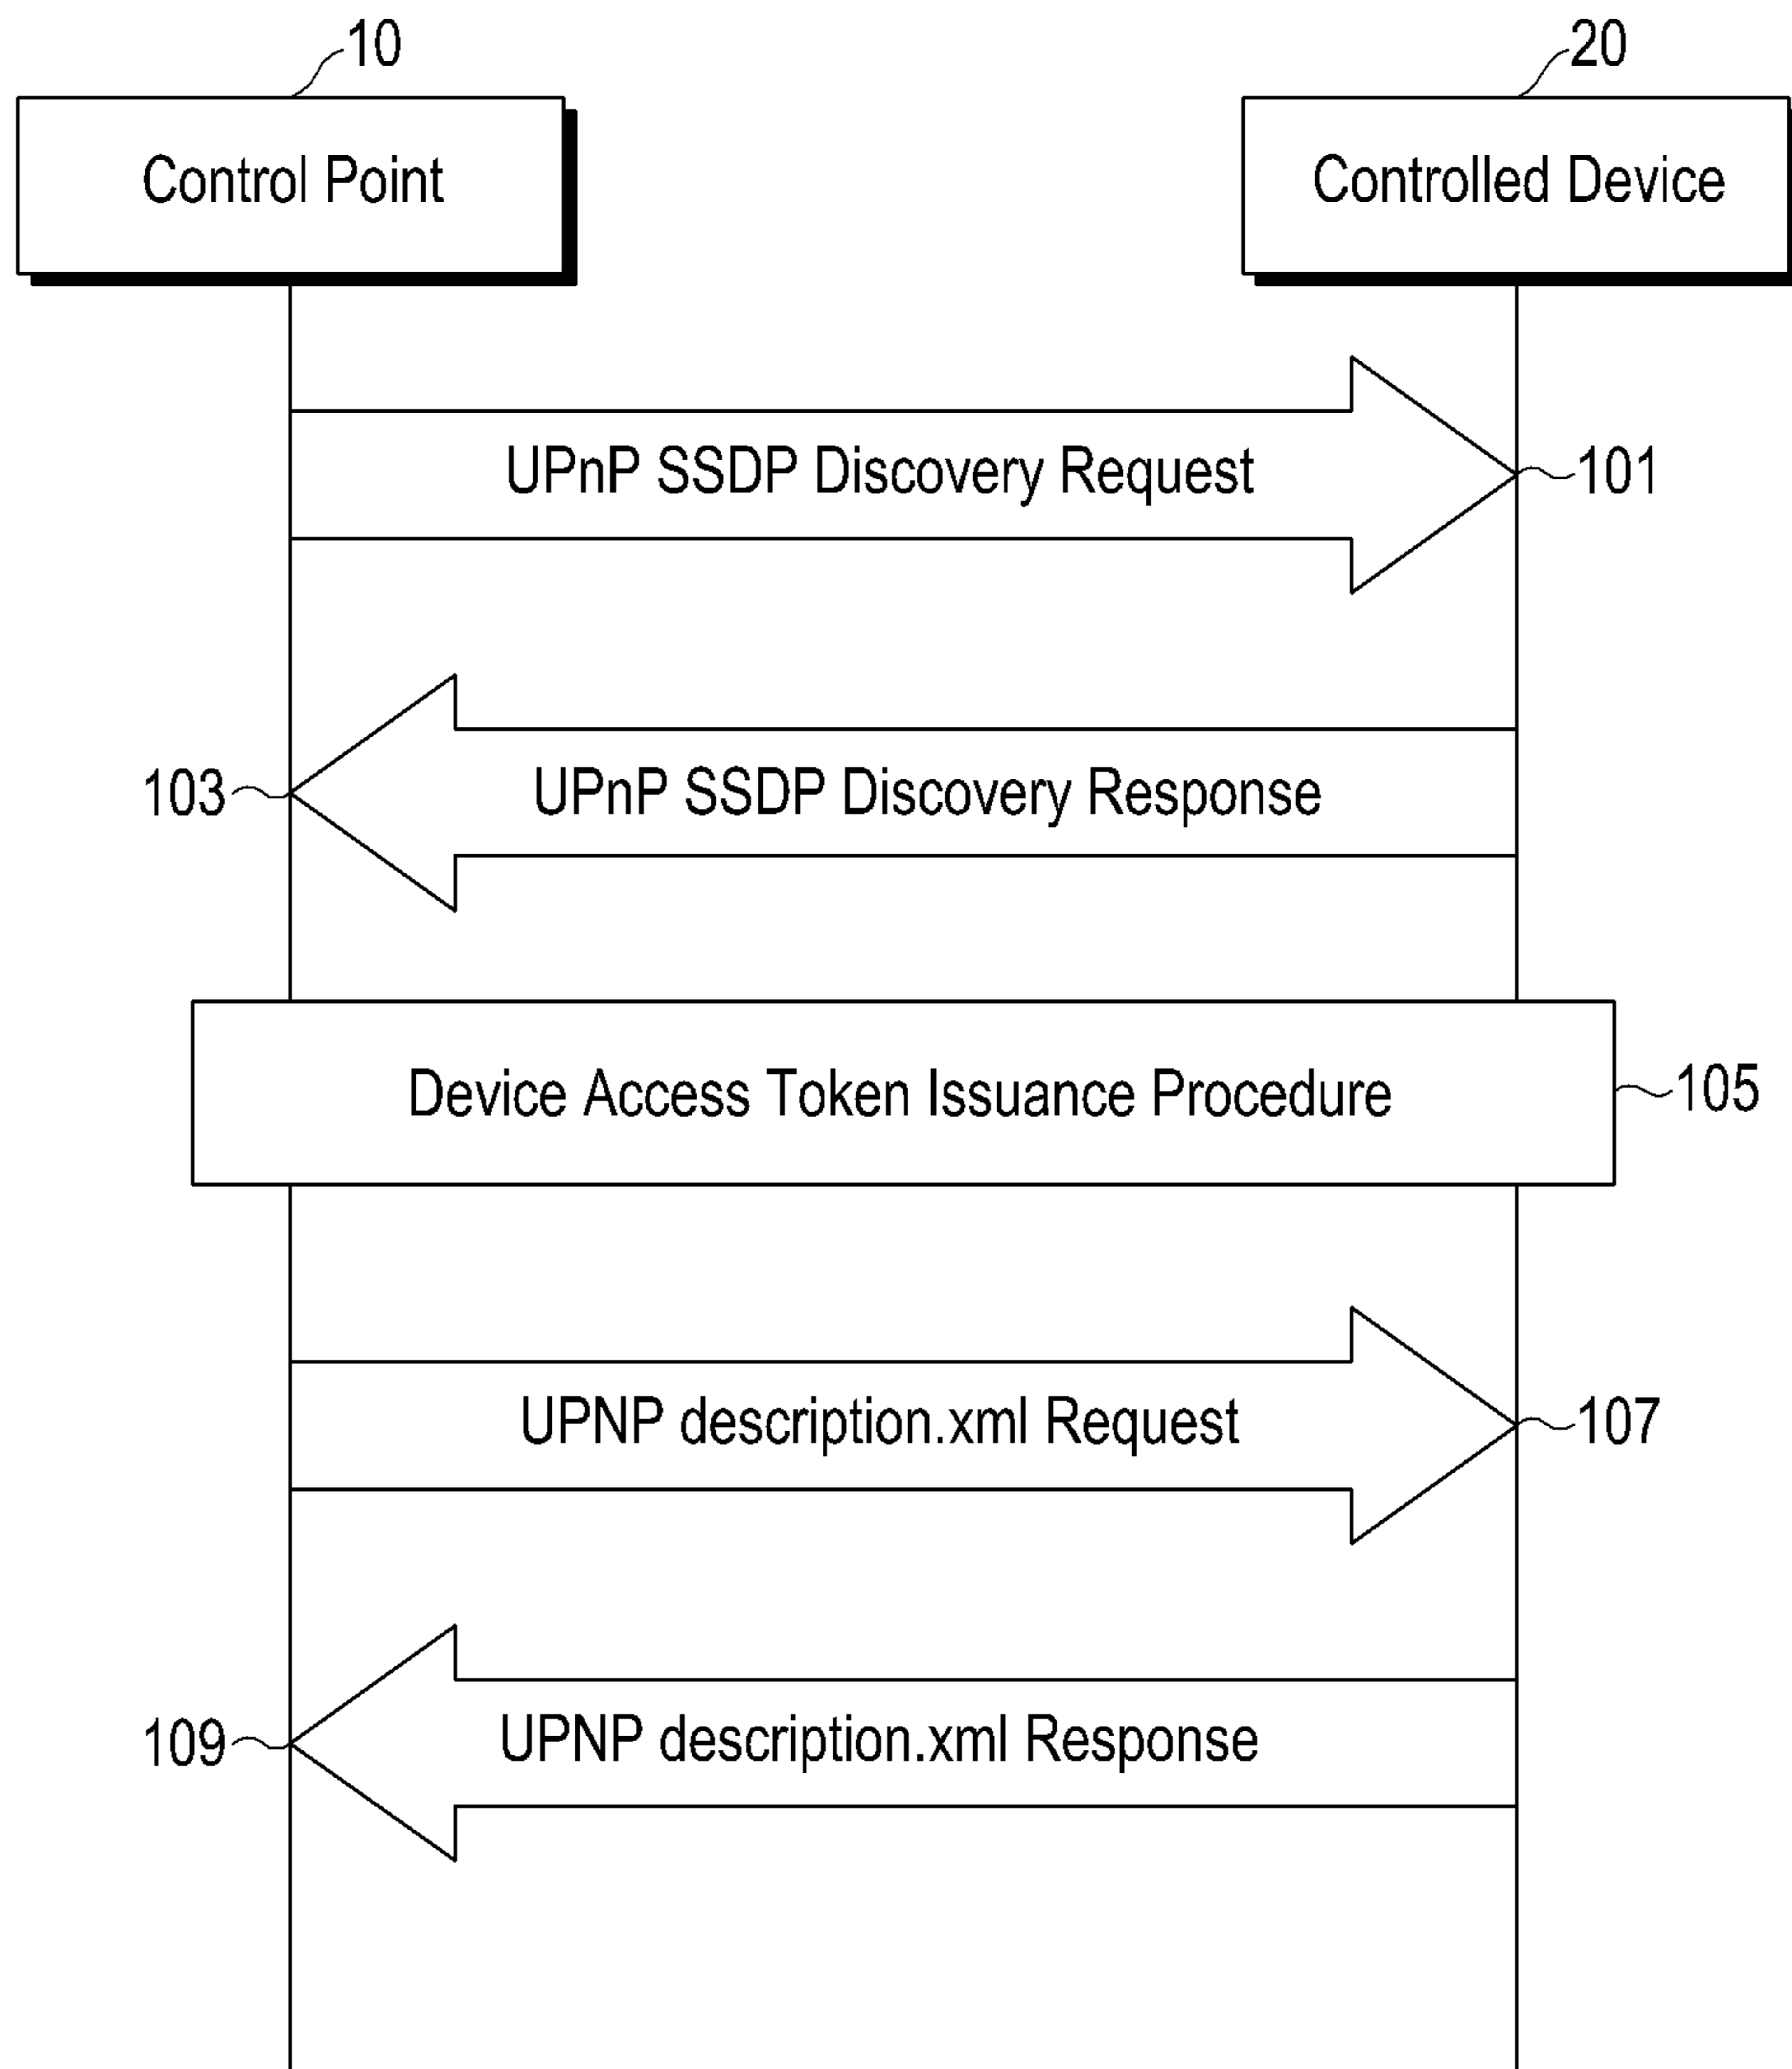 10
20
Control Point
Controlled Device
UPnP SSDP Discovery Request
101
103
UPnP SSDP Discovery Response
Device Access Token Issuance Procedure
105
UPNP description.xml Request
107
109
UPNP description.xml Response